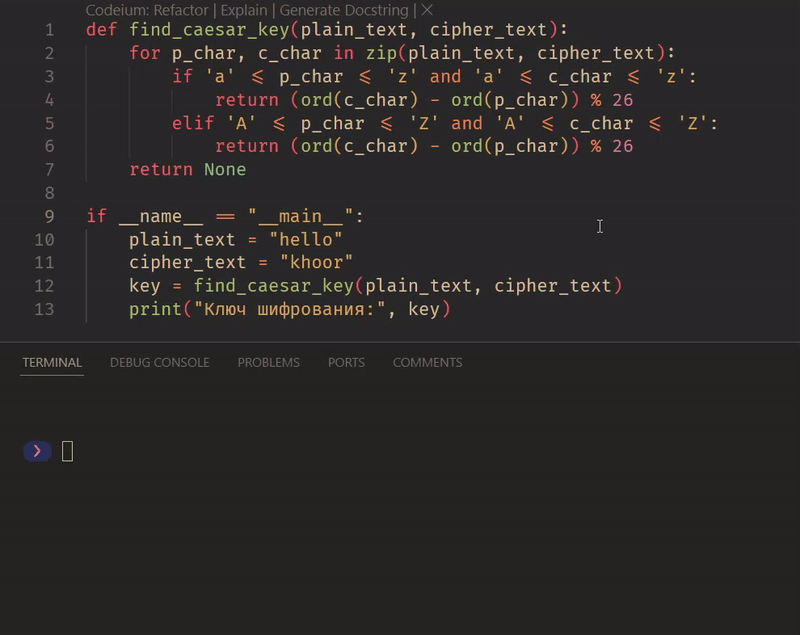 Codeium: Refactor | Explain | Generate Docstring | ×
1 def find_caesar_key(plain_text, cipher_text):
2     for p_char, c_char in zip(plain_text, cipher_text):
3         if 'a' <= p_char <= 'z' and 'a' <= c_char <= 'z':
4             return (ord(c_char) - ord(p_char)) % 26
5         elif 'A' <= p_char <= 'Z' and 'A' <= c_char <= 'Z':
6             return (ord(c_char) - ord(p_char)) % 26
7     return None
8
9 if __name__ == "__main__":
10     plain_text = "hello"
11     cipher_text = "khoor"
12     key = find_caesar_key(plain_text, cipher_text)
13     print("Ключ шифрования:", key)
TERMINAL DEBUG CONSOLE PROBLEMS PORTS COMMENTS
❯